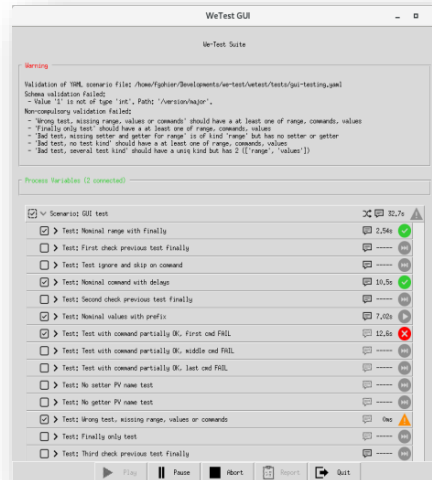 WeTest GUI
We-Test Suite
Warning
Validation of YAML scenario file: /home/fgohier/Developments/we-test/wetest/tests/gui-testing.yaml
Schema validation failed:
- Value '1' is not of type 'int'. Path: '/version/major'.
Non-compulsory validation failed:
- 'Wrong test, missing range, values or commands' should have a at least one of range, commands, values
- 'Finally only test' should have a at least one of range, commands, values
- 'Bad test, missing setter and getter for range' is of kind 'range' but has no setter or getter
- 'Bad test, no test kind' should have a at least one of range, commands, values
- 'Bad test, several test kind' should have a uniq kind but has 2 (['range', 'values'])
Process Variables (2 connected)
Scenario: GUI test 32.7s
Test: Nominal range with finally 2.54s
Test: First check previous test finally -----
Test: Test ignore and skip on command -----
Test: Nominal command with delays 10.5s
Test: Second check previous test finally -----
Test: Nominal values with prefix 7.02s
Test: Test with command partially OK, first cmd FAIL 12.6s
Test: Test with command partially OK, middle cmd FAIL -----
Test: Test with command partially OK, last cmd FAIL -----
Test: No setter PV name test -----
Test: No getter PV name test -----
Test: Wrong test, missing range, values or commands 0ms
Test: Finally only test -----
Test: Third check previous test finally -----
Play Pause Abort Report Quit